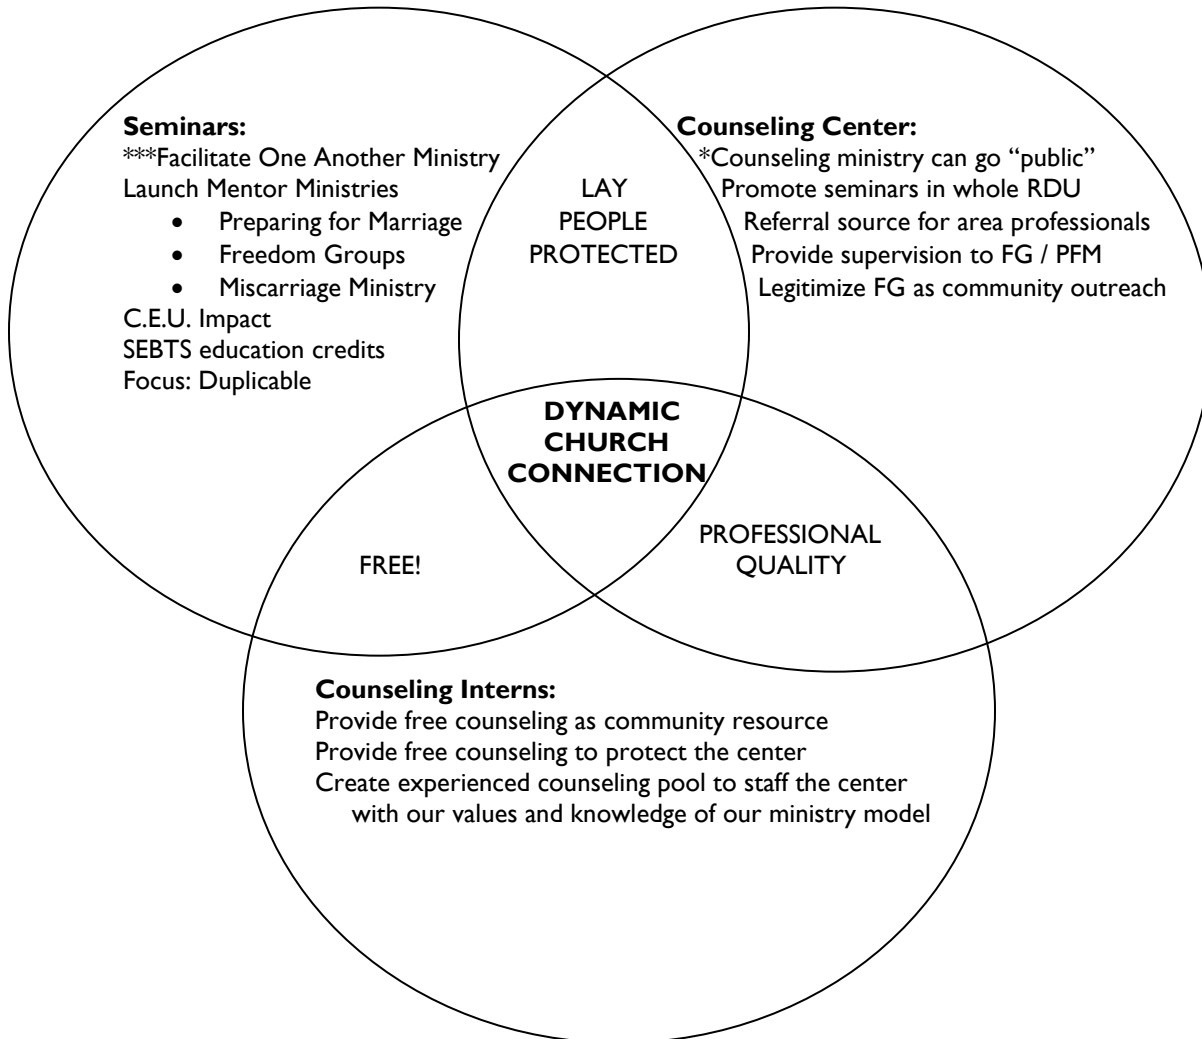 Seminars:
***Facilitate One Another Ministry
Launch Mentor Ministries
• Preparing for Marriage
• Freedom Groups
• Miscarriage Ministry
C.E.U. Impact
SEBTS education credits
Focus: Duplicable
LAY
PEOPLE
PROTECTED
Counseling Center:
*Counseling ministry can go “public”
Promote seminars in whole RDU
Referral source for area professionals
Provide supervision to FG / PFM
Legitimize FG as community outreach
DYNAMIC
CHURCH
CONNECTION
FREE!
PROFESSIONAL
QUALITY
Counseling Interns:
Provide free counseling as community resource
Provide free counseling to protect the center
Create experienced counseling pool to staff the center
with our values and knowledge of our ministry model